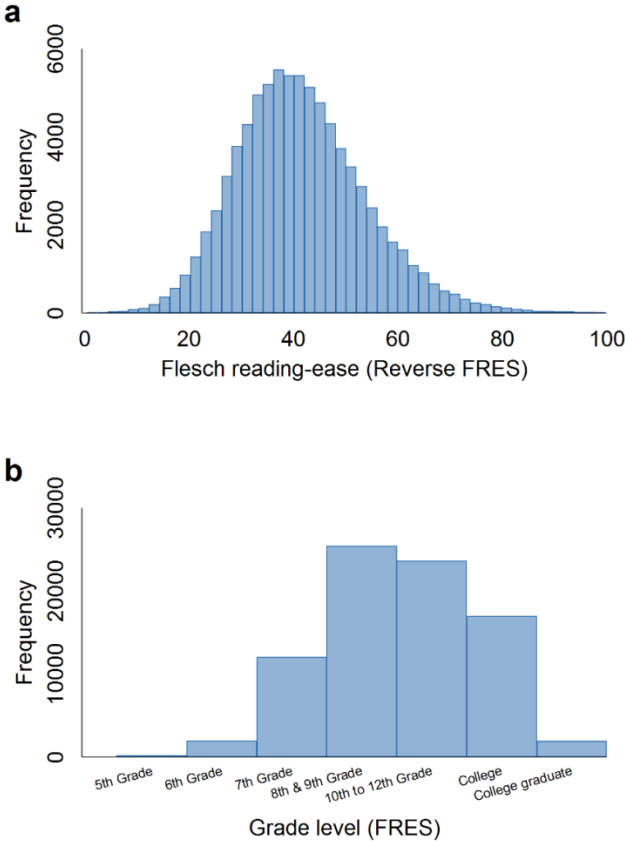 a
6000
4000
2000
0
Frequency
0 20 40 60 80 100
Flesch reading-ease (Reverse FRES)
b
30000
20000
10000
0
Frequency
5th Grade 6th Grade 7th Grade 8th & 9th Grade 10th to 12th Grade College College graduate
Grade level (FRES)